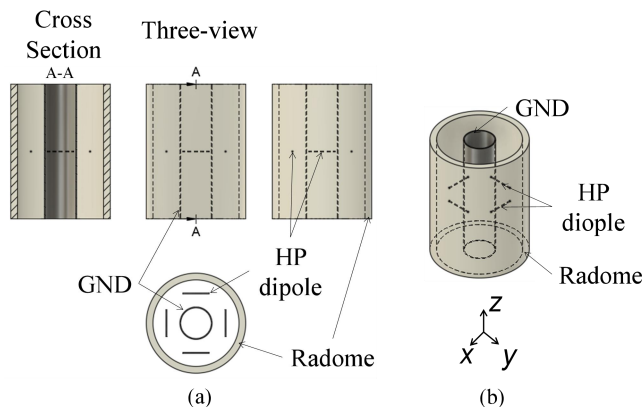 Cross
Section
A-A
Three-view
A
A
GND
HP
dipole
Radome
(a)
GND
HP
diople
Radome
z
x
y
(b)